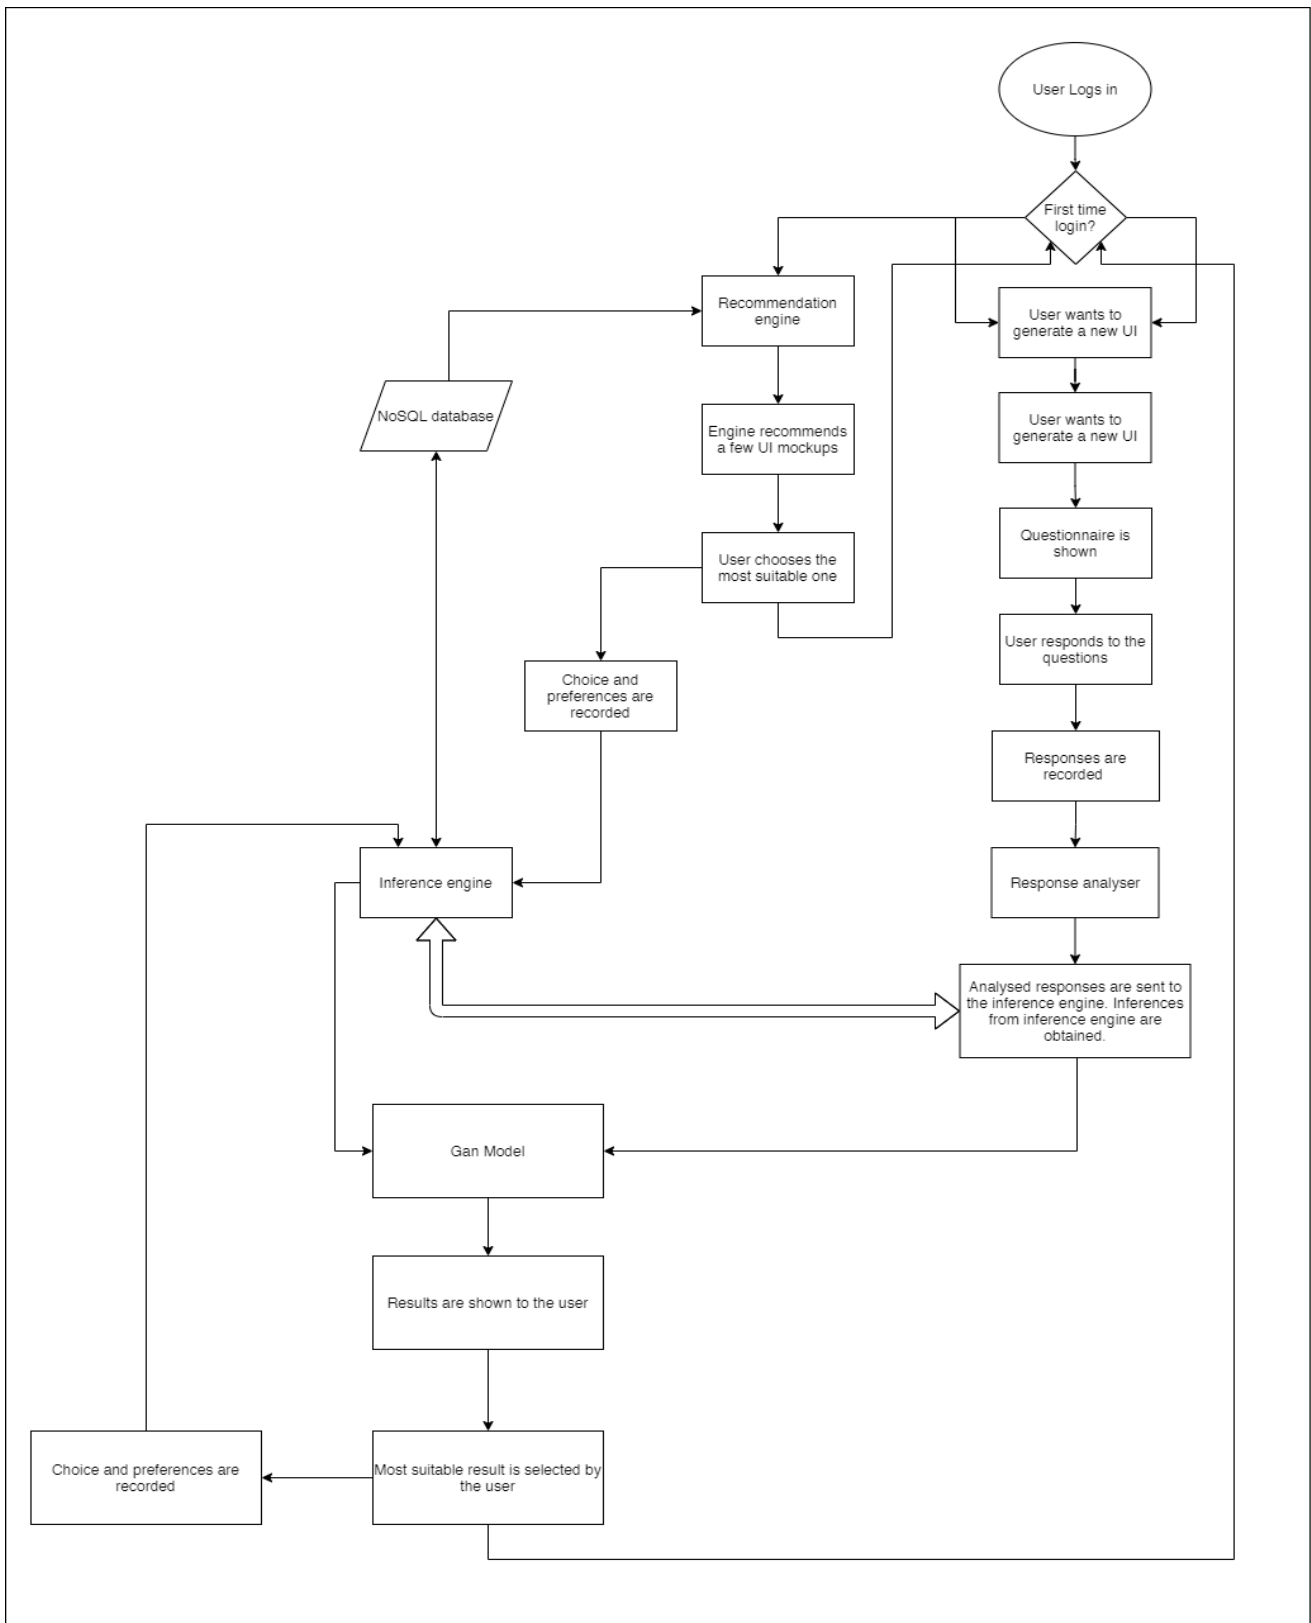 User Logs in
First time
login?
Recommendation
engine
User wants to
generate a new UI
NoSQL database
Engine recommends
a few UI mockups
User wants to
generate a new UI
User chooses the
most suitable one
Questionnaire is
shown
User responds to the
questions
Choice and
preferences are
recorded
Responses are
recorded
Inference engine
Response analyser
Analysed responses are sent to
the inference engine. Inferences
from inference engine are
obtained.
Gan Model
Results are shown to the user
Choice and preferences are
recorded
Most suitable result is selected by
the user